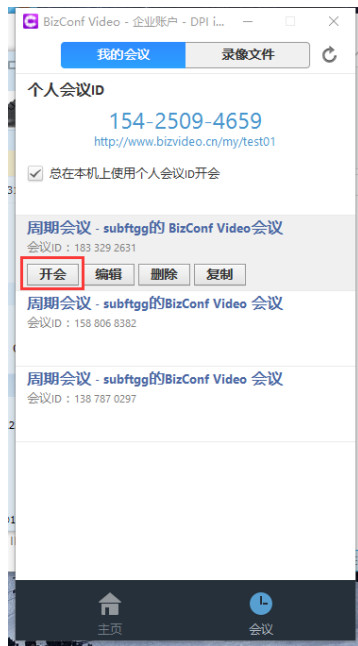 BizConf Video - 企业账户 - DPI i...
我的会议 录像文件
个人会议ID
154-2509-4659
http://www.bizvideo.cn/my/test01
总在本机上使用个人会议ID开会
周期会议 - subftgg的 BizConf Video会议
会议ID：183 329 2631
开会 编辑 删除 复制
周期会议 - subftgg的BizConf Video 会议
会议ID：158 806 8382
周期会议 - subftgg的BizConf Video 会议
会议ID：138 787 0297
主页 会议